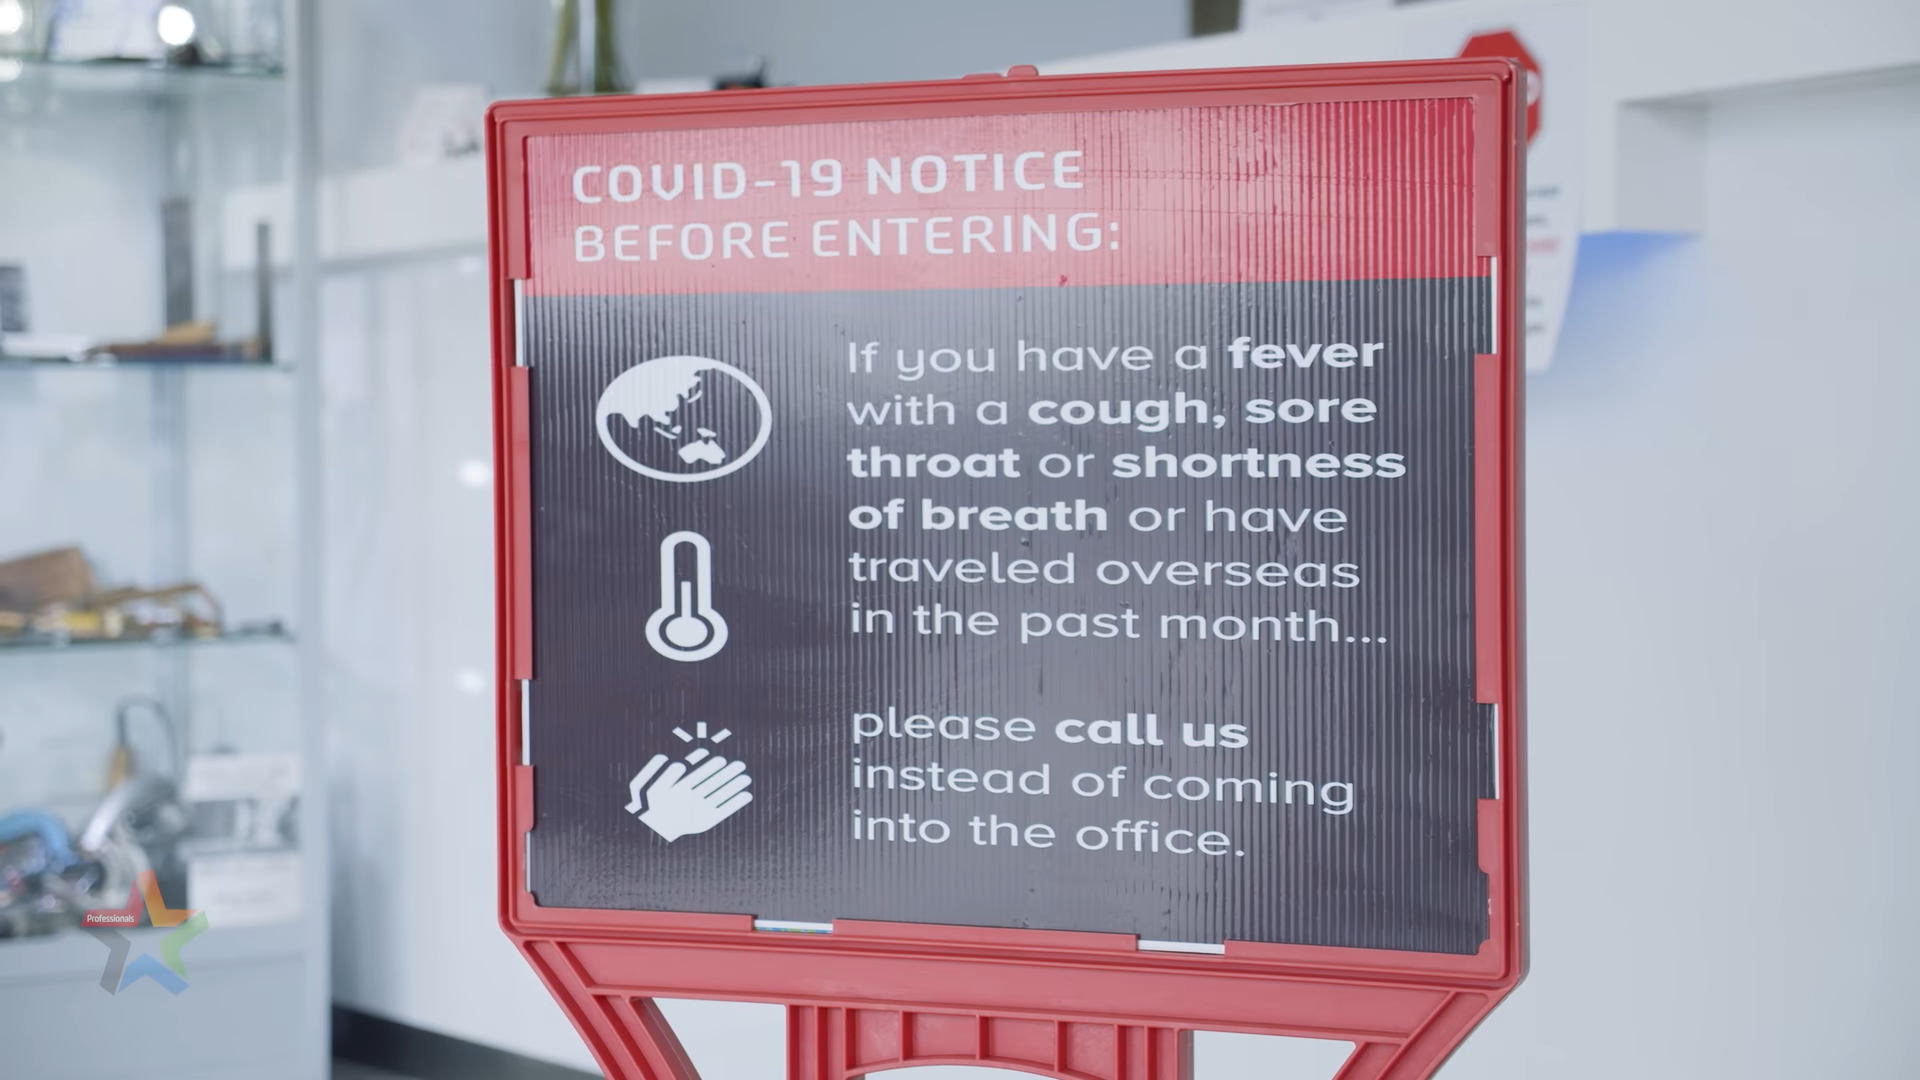 COVID-19 NOTICE
BEFORE ENTERING:
If you have a fever
with a cough, sore
throat or shortness
of breath or have
traveled overseas
in the past month...
please call us
instead of coming
into the office.
Professionals